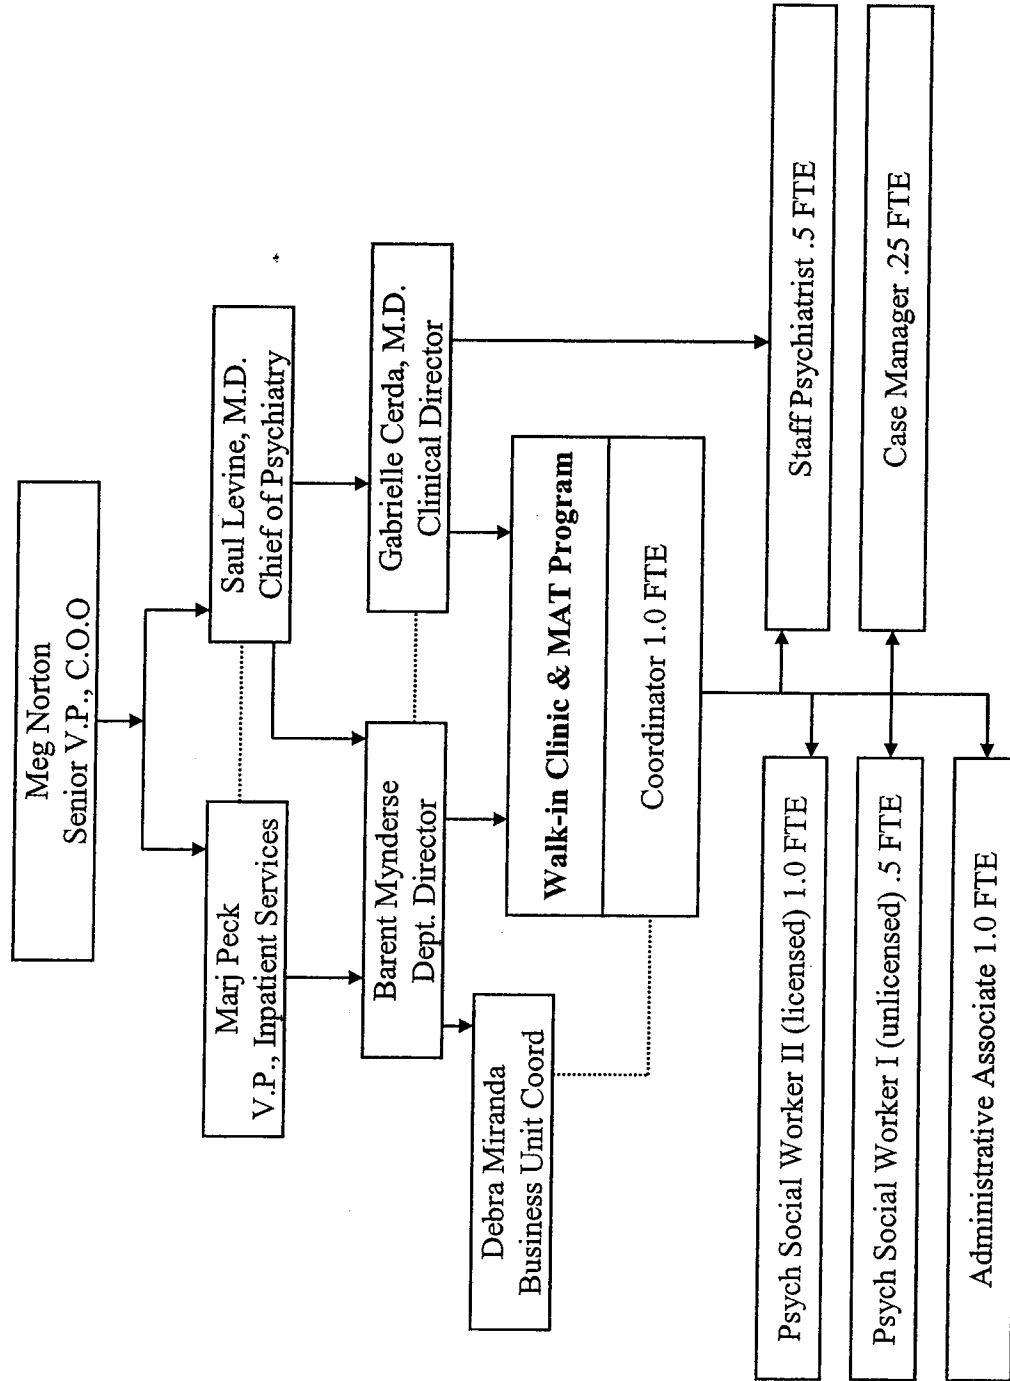 Meg Norton
Senior V.P., C.O.O
Marj Peck
V.P., Inpatient Services
Saul Levine, M.D.
Chief of Psychiatry
Barent Mynderse
Dept. Director
Gabrielle Cerda, M.D.
Clinical Director
Debra Miranda
Business Unit Coord
Walk-in Clinic & MAT Program
Coordinator 1.0 FTE
Psych Social Worker II (licensed) 1.0 FTE
Staff Psychiatrist .5 FTE
Psych Social Worker I (unlicensed) .5 FTE
Case Manager .25 FTE
Administrative Associate 1.0 FTE